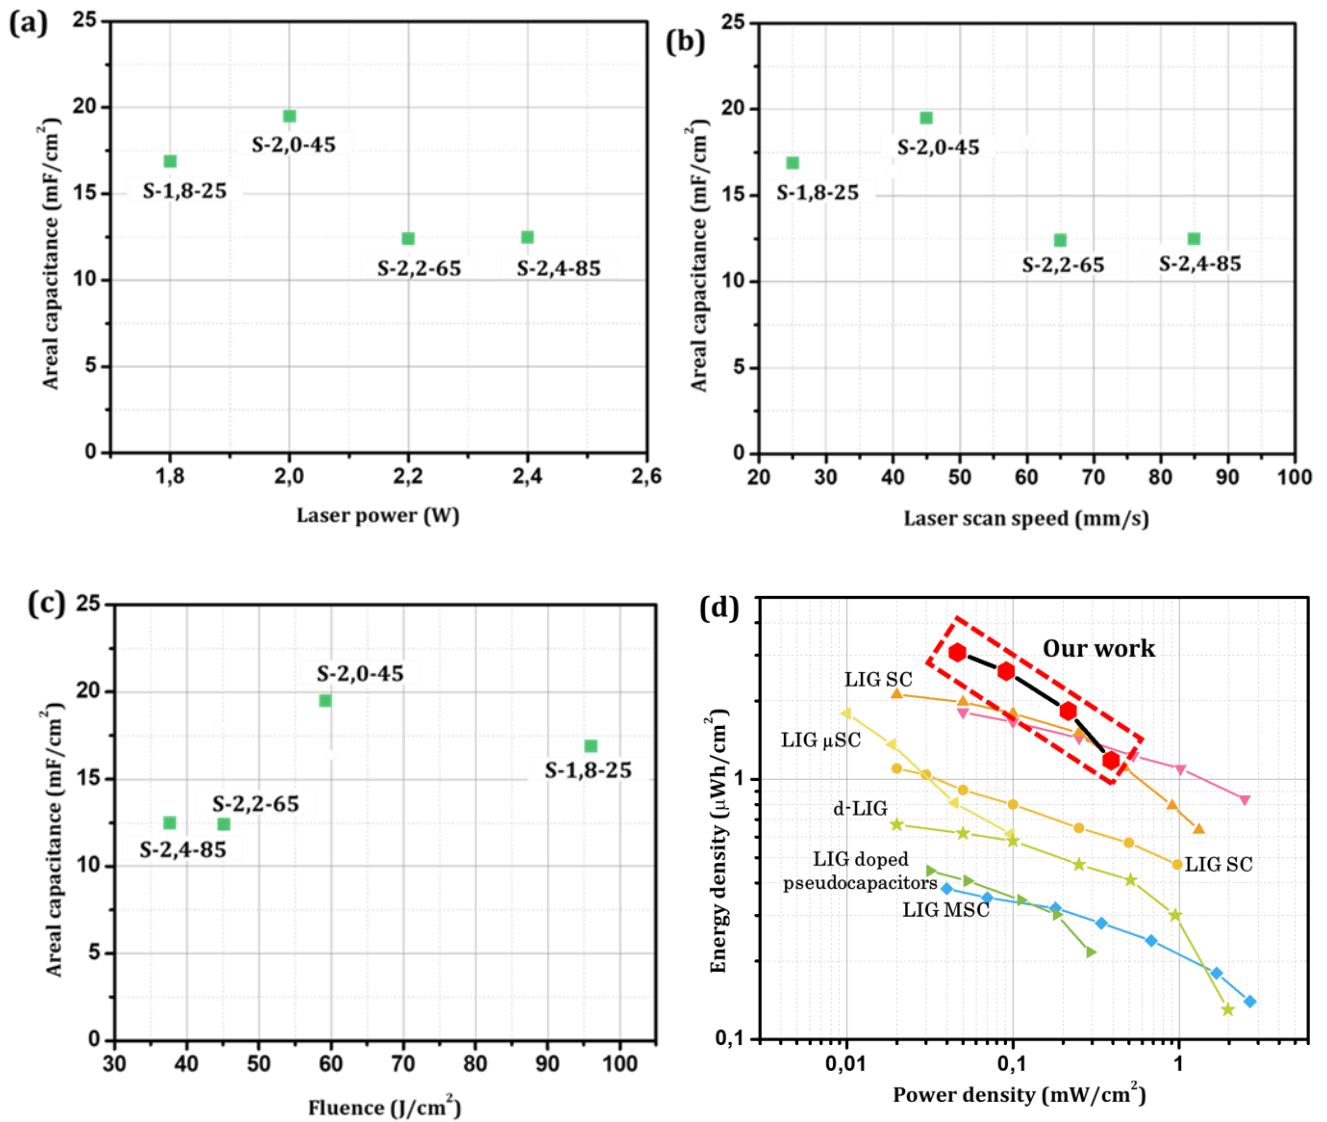 (a)
25
20
15
10
5
0
Areal capacitance (mF/cm²)
S-1,8-25
S-2,0-45
S-2,2-65
S-2,4-85
1,8
2,0
2,2
2,4
2,6
Laser power (W)
(b)
25
20
15
10
5
0
Areal capacitance (mF/cm²)
S-1,8-25
S-2,0-45
S-2,2-65
S-2,4-85
20
30
40
50
60
70
80
90
100
Laser scan speed (mm/s)
(c)
25
20
15
10
5
0
Areal capacitance (mF/cm²)
S-2,0-45
S-1,8-25
S-2,2-65
S-2,4-85
30
40
50
60
70
80
90
100
Fluence (J/cm²)
(d)
1
0,1
Energy density (μWh/cm²)
Our work
LIG SC
LIG μSC
d-LIG
LIG doped
pseudocapacitors
LIG MSC
LIG SC
0,01
0,1
1
Power density (mW/cm²)